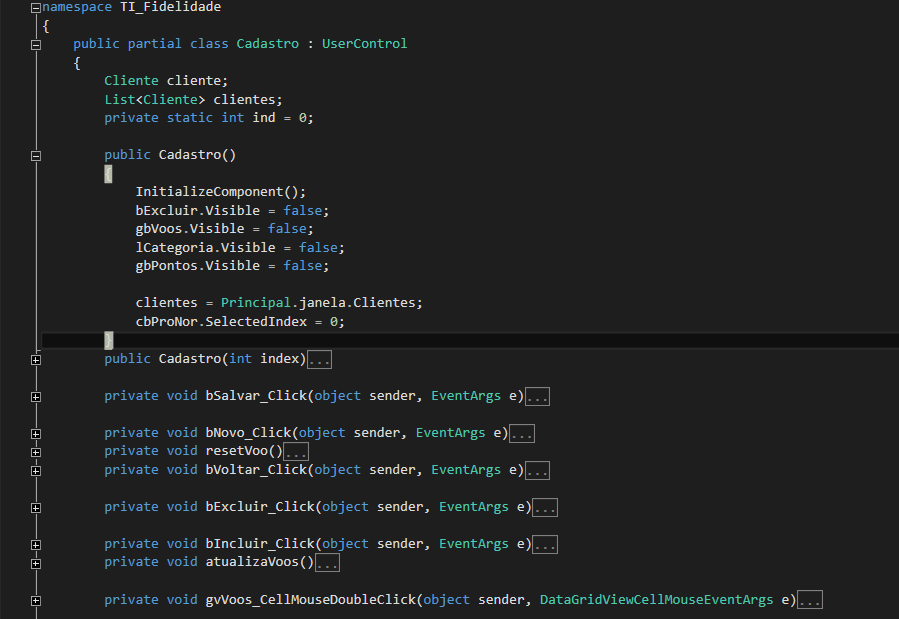 namespace TI_Fidelidade
{
public partial class Cadastro : UserControl
{
Cliente cliente;
List<Cliente> clientes;
private static int ind = 0;
public Cadastro()
{
InitializeComponent();
bExcluir.Visible = false;
gbVoos.Visible = false;
lCategoria.Visible = false;
gbPontos.Visible = false;
clientes = Principal.janela.Clientes;
cbProNor.SelectedIndex = 0;
}
public Cadastro(int index)...
private void bSalvar_Click(object sender, EventArgs e)...
private void bNovo_Click(object sender, EventArgs e)...
private void resetVoo()...
private void bVoltar_Click(object sender, EventArgs e)...
private void bExcluir_Click(object sender, EventArgs e)...
private void bIncluir_Click(object sender, EventArgs e)...
private void atualizaVoos()...
private void gvVoos_CellMouseDoubleClick(object sender, DataGridViewCellMouseEventArgs e)...